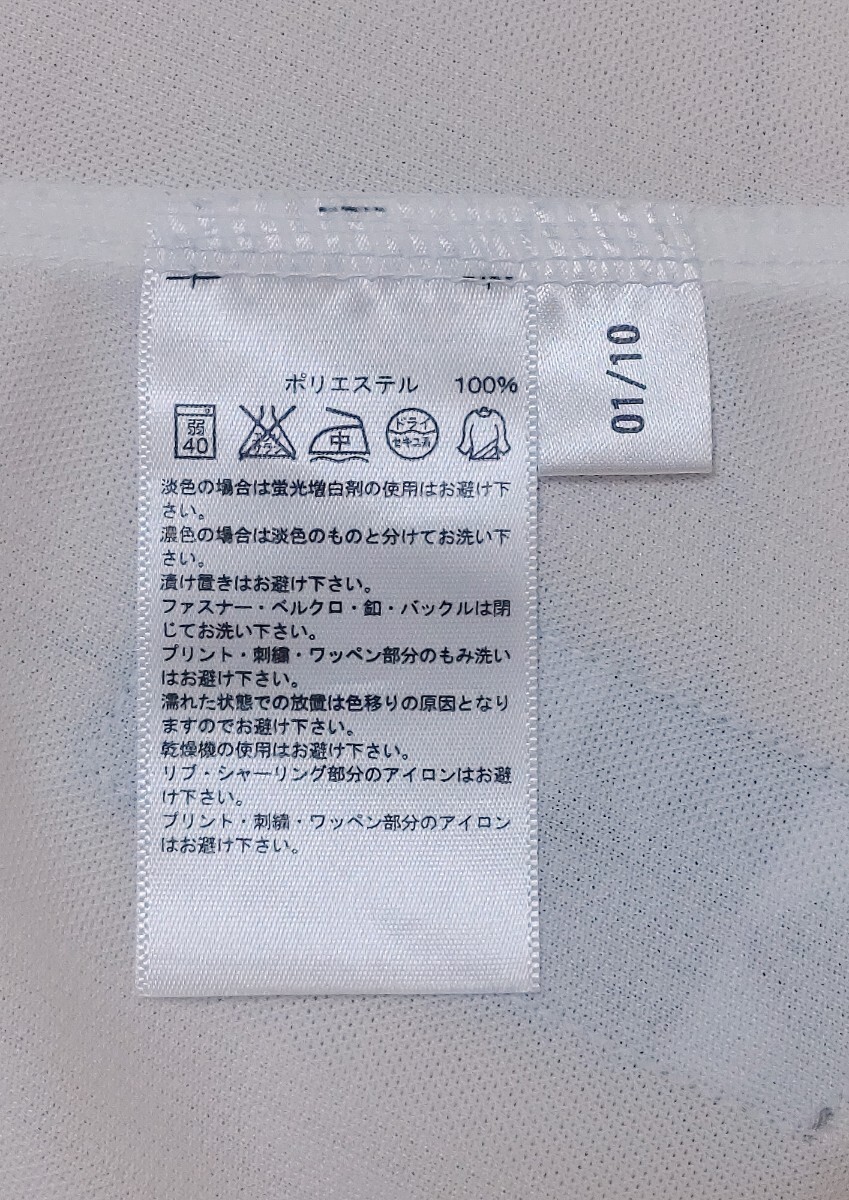 ポリエステル 100%
弱
40
エンソ
サラシ
中
ドライ
セキユ系
淡色の場合は蛍光増白剤の使用はお避け下
さい。
濃色の場合は淡色のものと分けてお洗い下
さい。
漬け置きはお避け下さい。
ファスナー・ベルクロ・釦・バックルは閉
じてお洗い下さい。
プリント・刺繍・ワッペン部分のもみ洗い
はお避け下さい。
濡れた状態での放置は色移りの原因となり
ますのでお避け下さい。
乾燥機の使用はお避け下さい。
リブ・シャーリング部分のアイロンはお避
け下さい。
プリント・刺繍・ワッペン部分のアイロン
はお避け下さい。
01/10